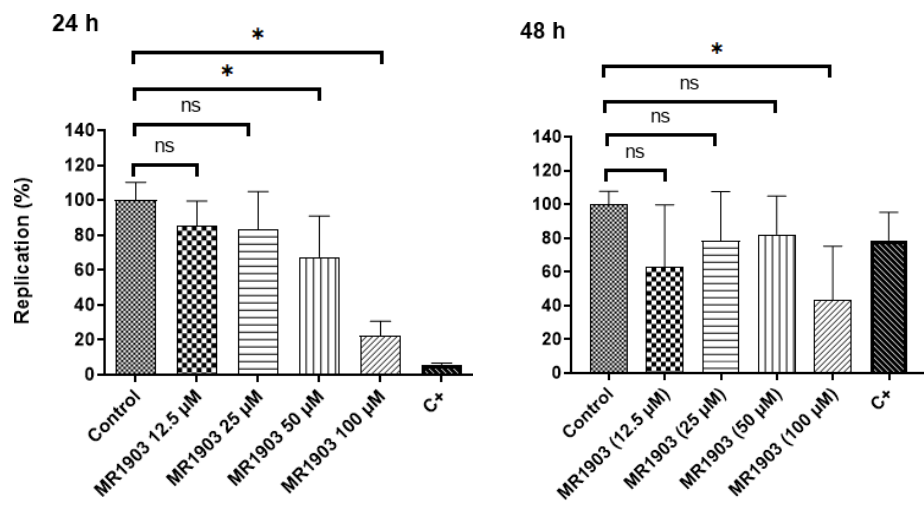 24 h
*
*
ns
ns
140
120
100
80
60
40
20
0
Replication (%)
Control
MR1903 12.5 µM
MR1903 25 µM
MR1903 50 µM
MR1903 100 µM
C+
48 h
*
ns
ns
ns
140
120
100
80
60
40
20
0
Control
MR1903 (12.5 µM)
MR1903 (25 µM)
MR1903 (50 µM)
MR1903 (100 µM)
C+